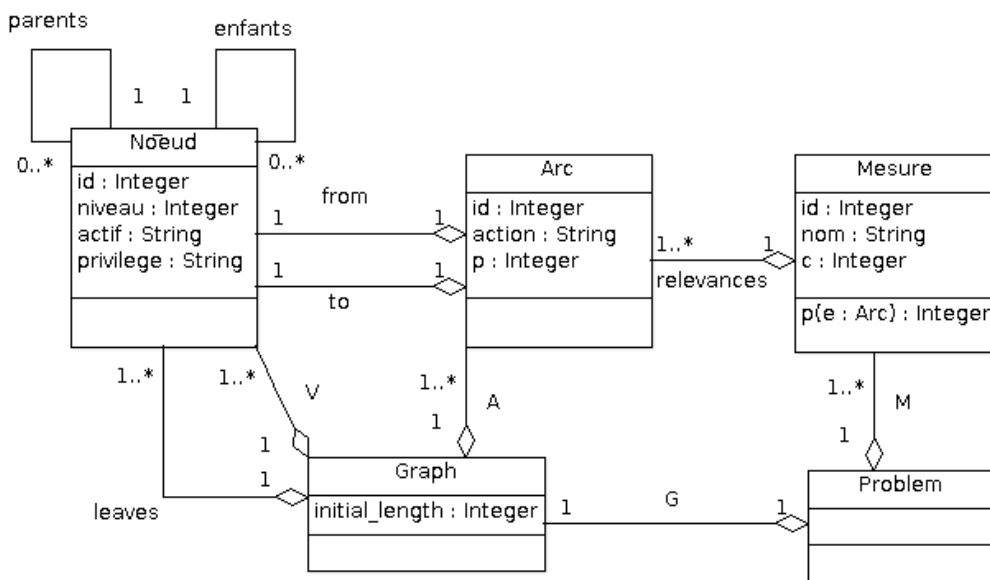 parents
enfants
1
1
0..*
0..*
Noeud
id : Integer
niveau : Integer
actif : String
privilege : String
from
1
1
1
1
to
Arc
id : Integer
action : String
p : Integer
1..*
1
relevances
Mesure
id : Integer
nom : String
c : Integer
p(e : Arc) : Integer
1..*
1..*
V
1
1
leaves
1..*
A
1
1..*
M
1
Graph
initial_length : Integer
1
G
1
Problem